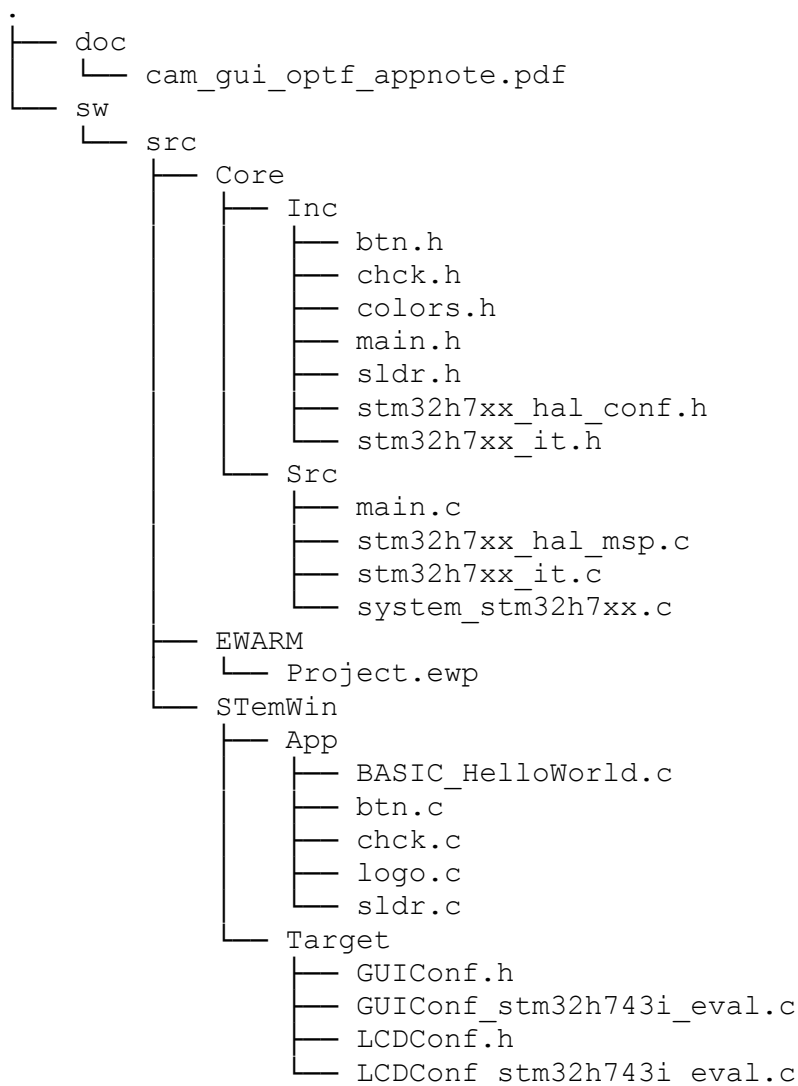 .
├── doc
│   └── cam_gui_optf_appnote.pdf
└── sw
    └── src
        ├── Core
        │   ├── Inc
        │   │   ├── btn.h
        │   │   ├── chck.h
        │   │   ├── colors.h
        │   │   ├── main.h
        │   │   ├── sldr.h
        │   │   ├── stm32h7xx_hal_conf.h
        │   │   └── stm32h7xx_it.h
        │   └── Src
        │       ├── main.c
        │       ├── stm32h7xx_hal_msp.c
        │       ├── stm32h7xx_it.c
        │       └── system_stm32h7xx.c
        ├── EWARM
        │   └── Project.ewp
        └── STemWin
            ├── App
            │   ├── BASIC_HelloWorld.c
            │   ├── btn.c
            │   ├── chck.c
            │   ├── logo.c
            │   └── sldr.c
            └── Target
                ├── GUIConf.h
                ├── GUIConf_stm32h743i_eval.c
                ├── LCDConf.h
                └── LCDConf_stm32h743i_eval.c